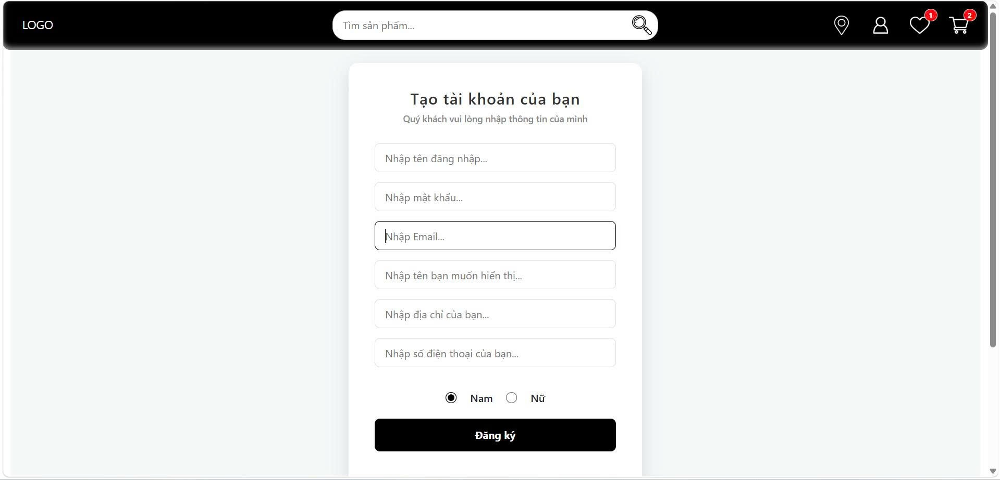 LOGO
Tìm sản phẩm...
1
2
Tạo tài khoản của bạn
Quý khách vui lòng nhập thông tin của mình
Nhập tên đăng nhập...
Nhập mật khẩu...
Nhập Email...
Nhập tên bạn muốn hiển thị...
Nhập địa chỉ của bạn...
Nhập số điện thoại của bạn...
Nam Nữ
Đăng ký